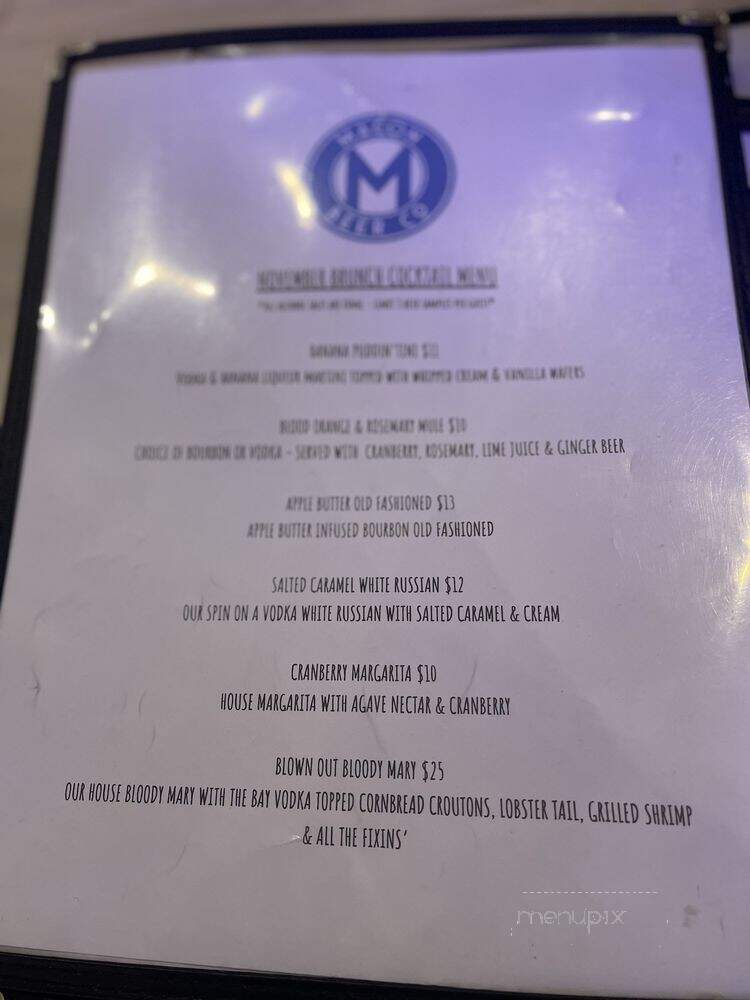 MACON
M
BEER CO
NOVEMBER BRUNCH COCKTAIL MENU
BANANA PUDDIN'TINI $11
VODKA & BANANA LIQUEUR MARTINI TOPPED WITH WHIPPED CREAM & VANILLA WAFERS
BLOOD ORANGE & ROSEMARY MULE $10
CHOICE OF BOURBON OR VODKA - SERVED WITH CRANBERRY, ROSEMARY, LIME JUICE & GINGER BEER
APPLE BUTTER OLD FASHIONED $13
APPLE BUTTER INFUSED BOURBON OLD FASHIONED
SALTED CARAMEL WHITE RUSSIAN $12
OUR SPIN ON A VODKA WHITE RUSSIAN WITH SALTED CARAMEL & CREAM
CRANBERRY MARGARITA $10
HOUSE MARGARITA WITH AGAVE NECTAR & CRANBERRY
BLOWN OUT BLOODY MARY $25
OUR HOUSE BLOODY MARY WITH THE BAY VODKA TOPPED CORNBREAD CROUTONS, LOBSTER TAIL, GRILLED SHRIMP
& ALL THE FIXINS'
menupix